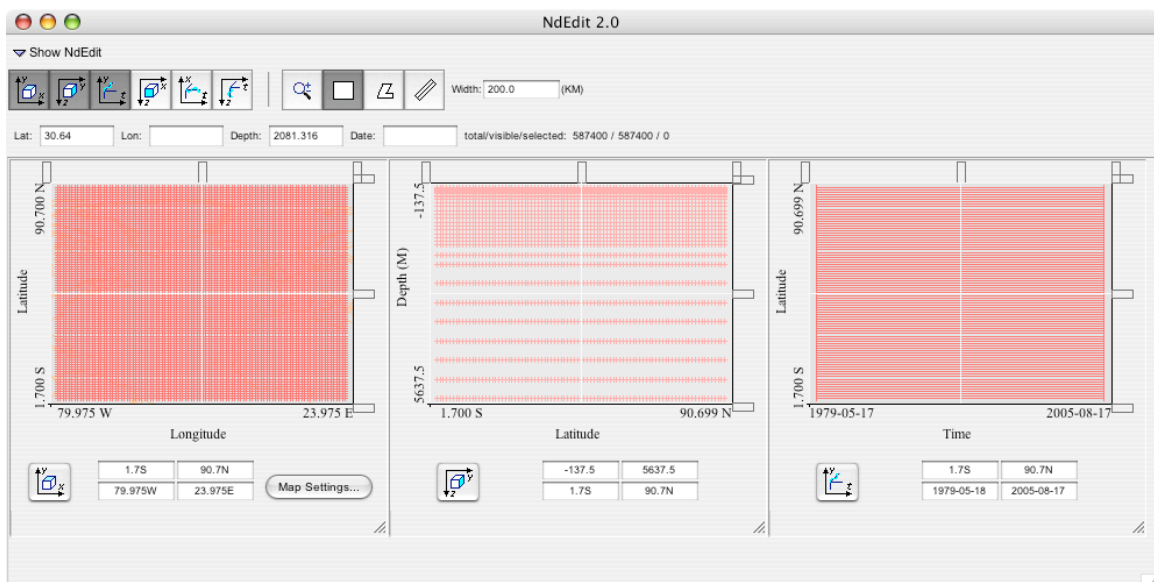 NdEdit 2.0
Show NdEdit
y x z y y t z x x t z t Width: 200.0 (KM)
Lat: 30.64 Lon: Depth: 2081.316 Date: total/visible/selected: 587400 / 587400 / 0
90.700 N
Latitude
1.700 S
79.975 W 23.975 E
Longitude
-137.5
Depth (M)
5637.5
1.700 S 90.699 N
Latitude
90.699 N
Latitude
1.700 S
1979-05-17 2005-08-17
Time
y x
1.7S 90.7N
79.975W 23.975E
Map Settings...
y z
-137.5 5637.5
1.7S 90.7N
y t
1.7S 90.7N
1979-05-18 2005-08-17